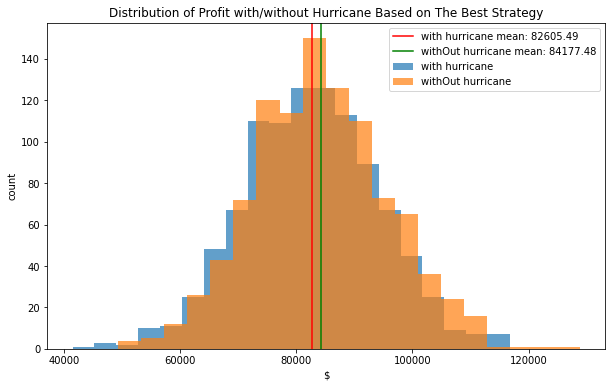 Distribution of Profit with/without Hurricane Based on The Best Strategy
with hurricane mean: 82605.49
withOut hurricane mean: 84177.48
with hurricane
withOut hurricane
140
120
100
80
60
40
20
0
count
40000 60000 80000 100000 120000
$